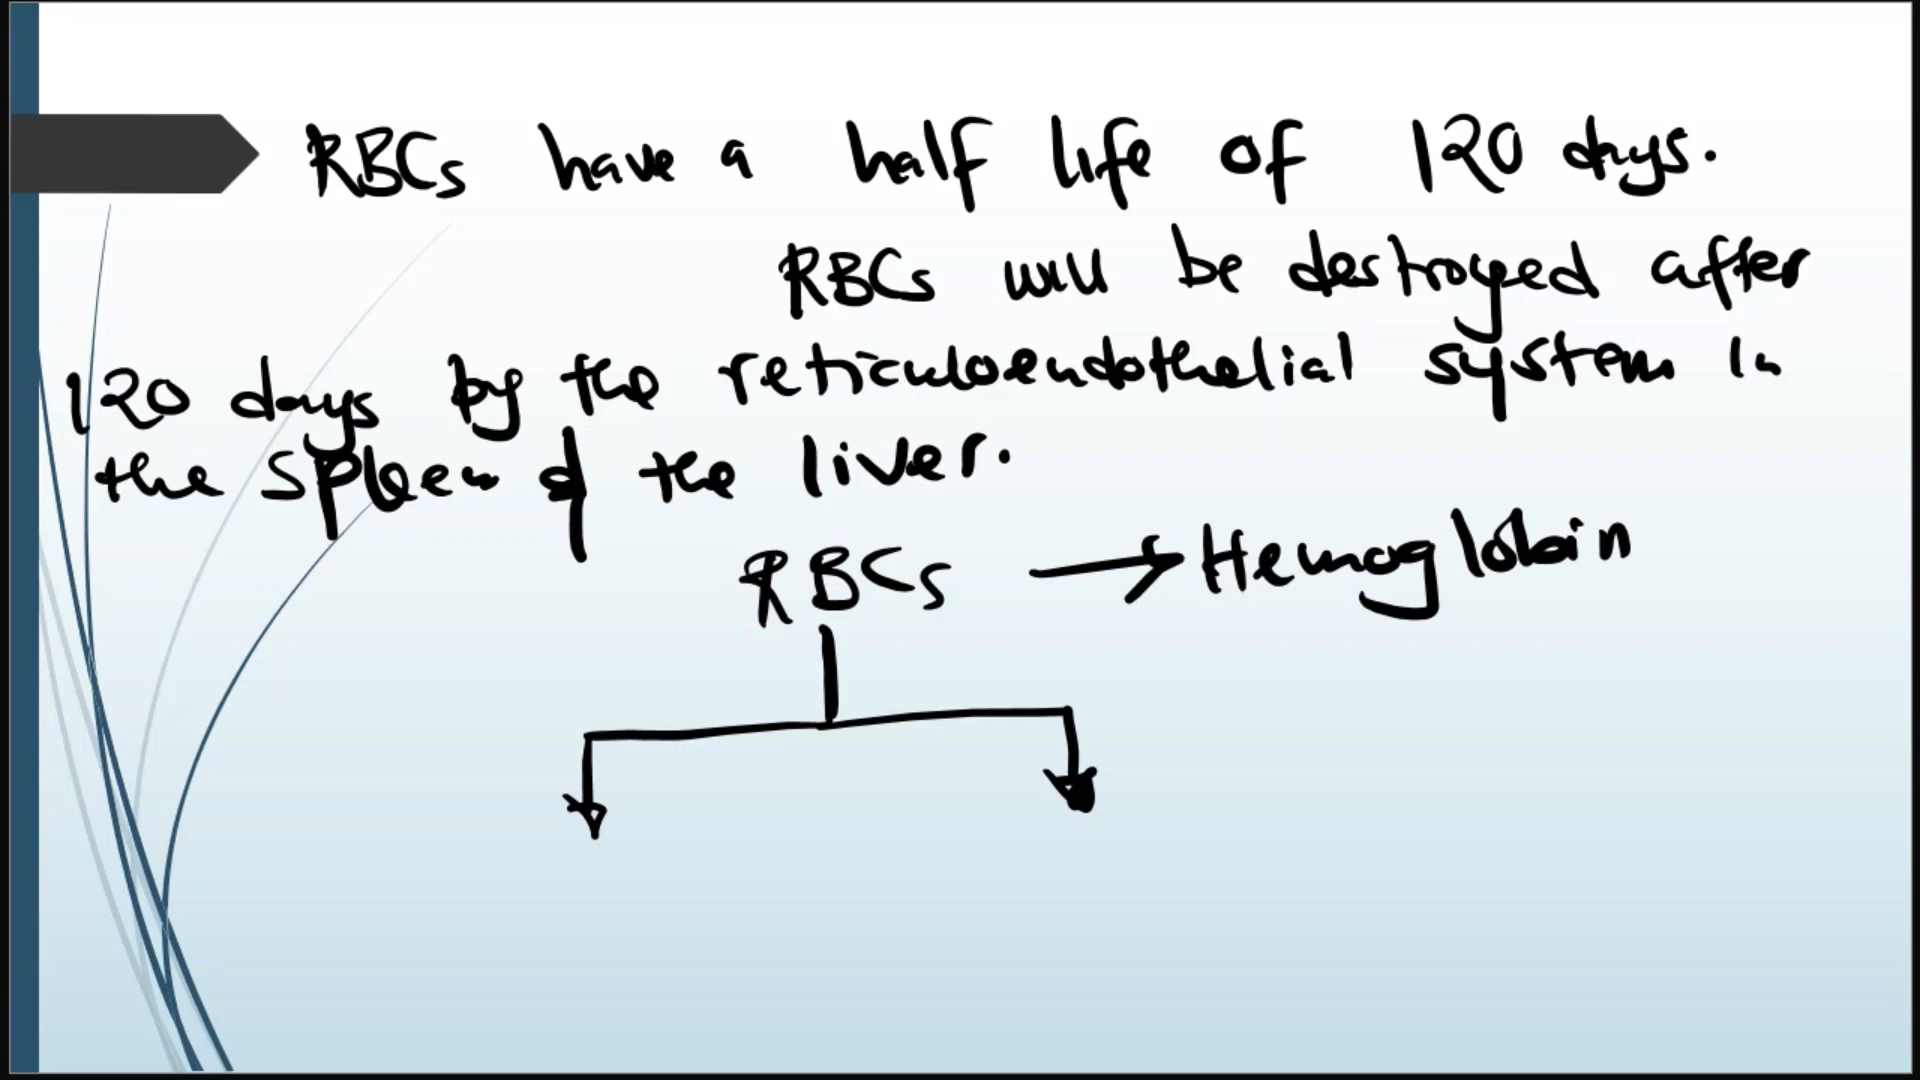 RBCs have a half life of 120 days.
RBCs will be destroyed after
120 days by the reticuloendothelial system in
the spleen & the liver.
RBCs → Hemoglobin